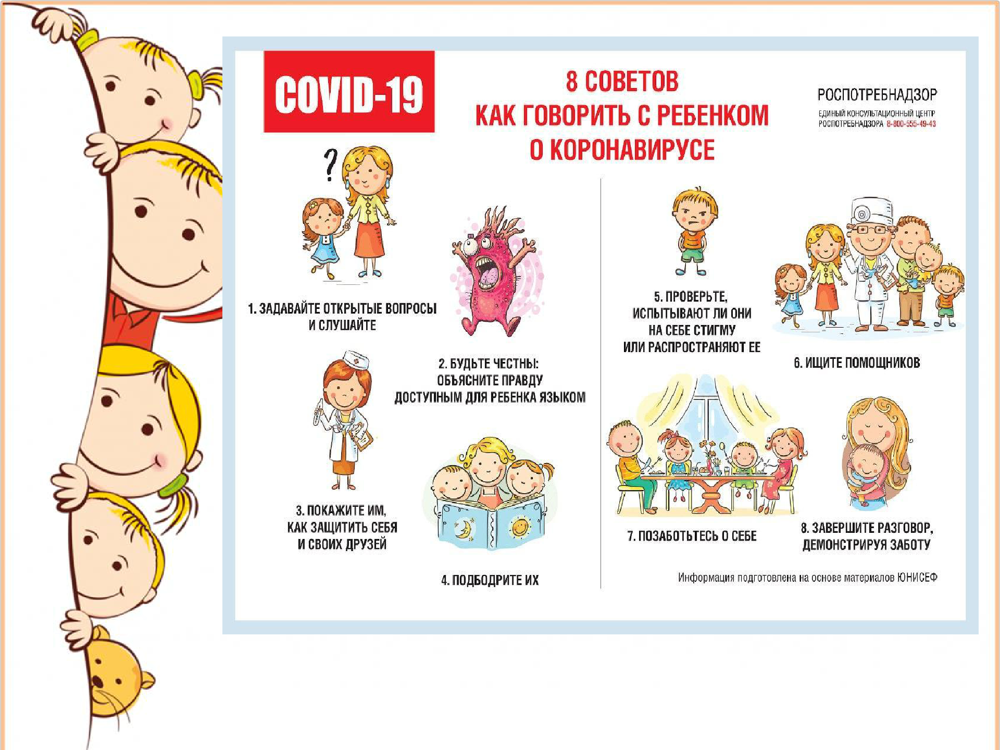 COVID-19
8 СОВЕТОВ
КАК ГОВОРИТЬ С РЕБЕНКОМ
О КОРОНАВИРУСЕ
РОСПОТРЕБНАДЗОР
ЕДИНЫЙ КОНСУЛЬТАЦИОННЫЙ ЦЕНТР
РОСПОТРЕБНАДЗОРА 8-800-555-49-43
?
1. ЗАДАВАЙТЕ ОТКРЫТЫЕ ВОПРОСЫ
И СЛУШАЙТЕ
2. БУДЬТЕ ЧЕСТНЫ:
ОБЪЯСНИТЕ ПРАВДУ
ДОСТУПНЫМ ДЛЯ РЕБЕНКА ЯЗЫКОМ
3. ПОКАЖИТЕ ИМ,
КАК ЗАЩИТИТЬ СЕБЯ
И СВОИХ ДРУЗЕЙ
4. ПОДБОДРИТЕ ИХ
5. ПРОВЕРЬТЕ,
ИСПЫТЫВАЮТ ЛИ ОНИ
НА СЕБЕ СТИГМУ
ИЛИ РАСПРОСТРАНЯЮТ ЕЕ
6. ИЩИТЕ ПОМОЩНИКОВ
7. ПОЗАБОТЬТЕСЬ О СЕБЕ
8. ЗАВЕРШИТЕ РАЗГОВОР,
ДЕМОНСТРИРУЯ ЗАБОТУ
Информация подготовлена на основе материалов ЮНИСЕФ